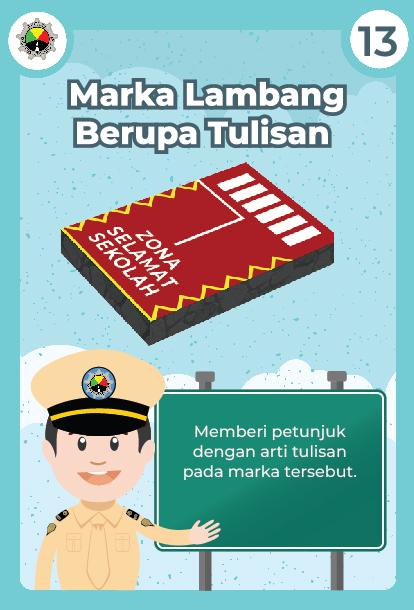 13
Marka Lambang
Berupa Tulisan
ZONA
SELAMAT
SEKOLAH
Memberi petunjuk
dengan arti tulisan
pada marka tersebut.